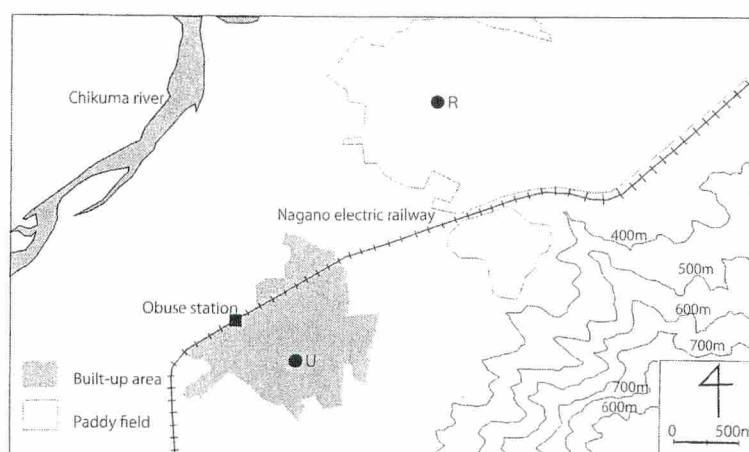 Chikuma river
R
Nagano electric railway
400m
500m
Obuse station
600m
700m
U
Built-up area
700m
600m
Paddy field
0 500m